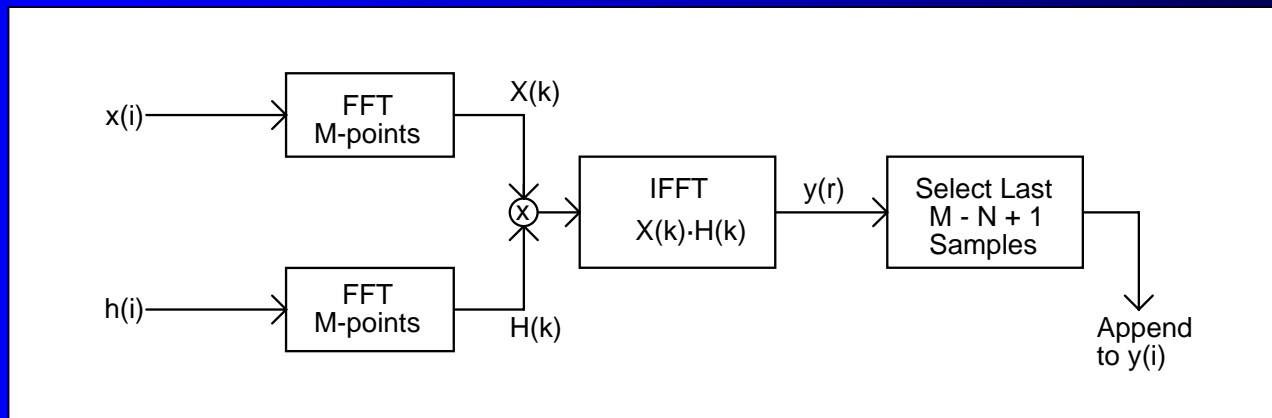 x(i)
FFT
M-points
X(k)
x
IFFT
X(k)·H(k)
y(r)
Select Last
M - N + 1
Samples
h(i)
FFT
M-points
H(k)
Append
to y(i)